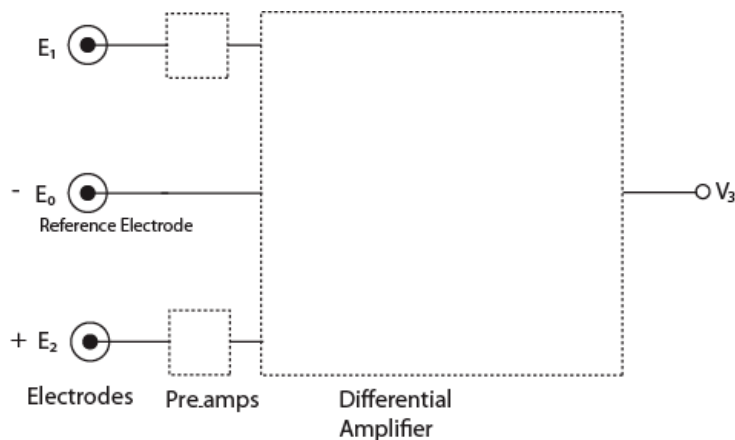 E₁
- E₀
Reference Electrode
V₃
+ E₂
Electrodes
Pre.amps
Differential
Amplifier